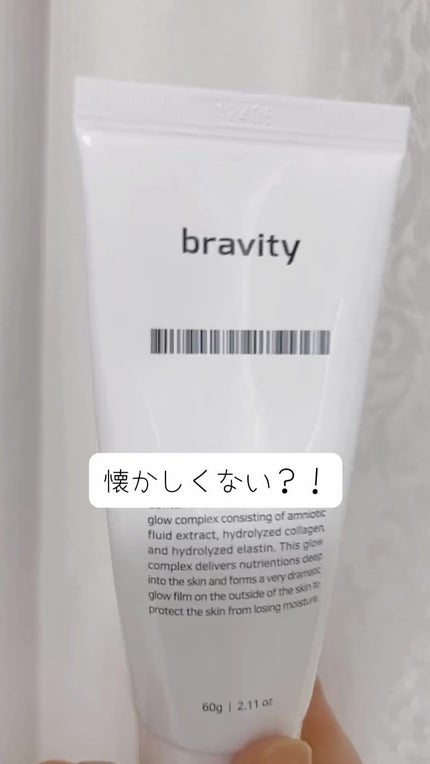 bravity
懐かしくない？！
glow complex consisting of amniotic
fluid extract, hydrolyzed collagen,
and hydrolyzed elastin. This glow
complex delivers nutrientions deep
into the skin and forms a very dramatic
glow film on the outside of the skin to
protect the skin from losing moisture.
60g | 2.11 oz